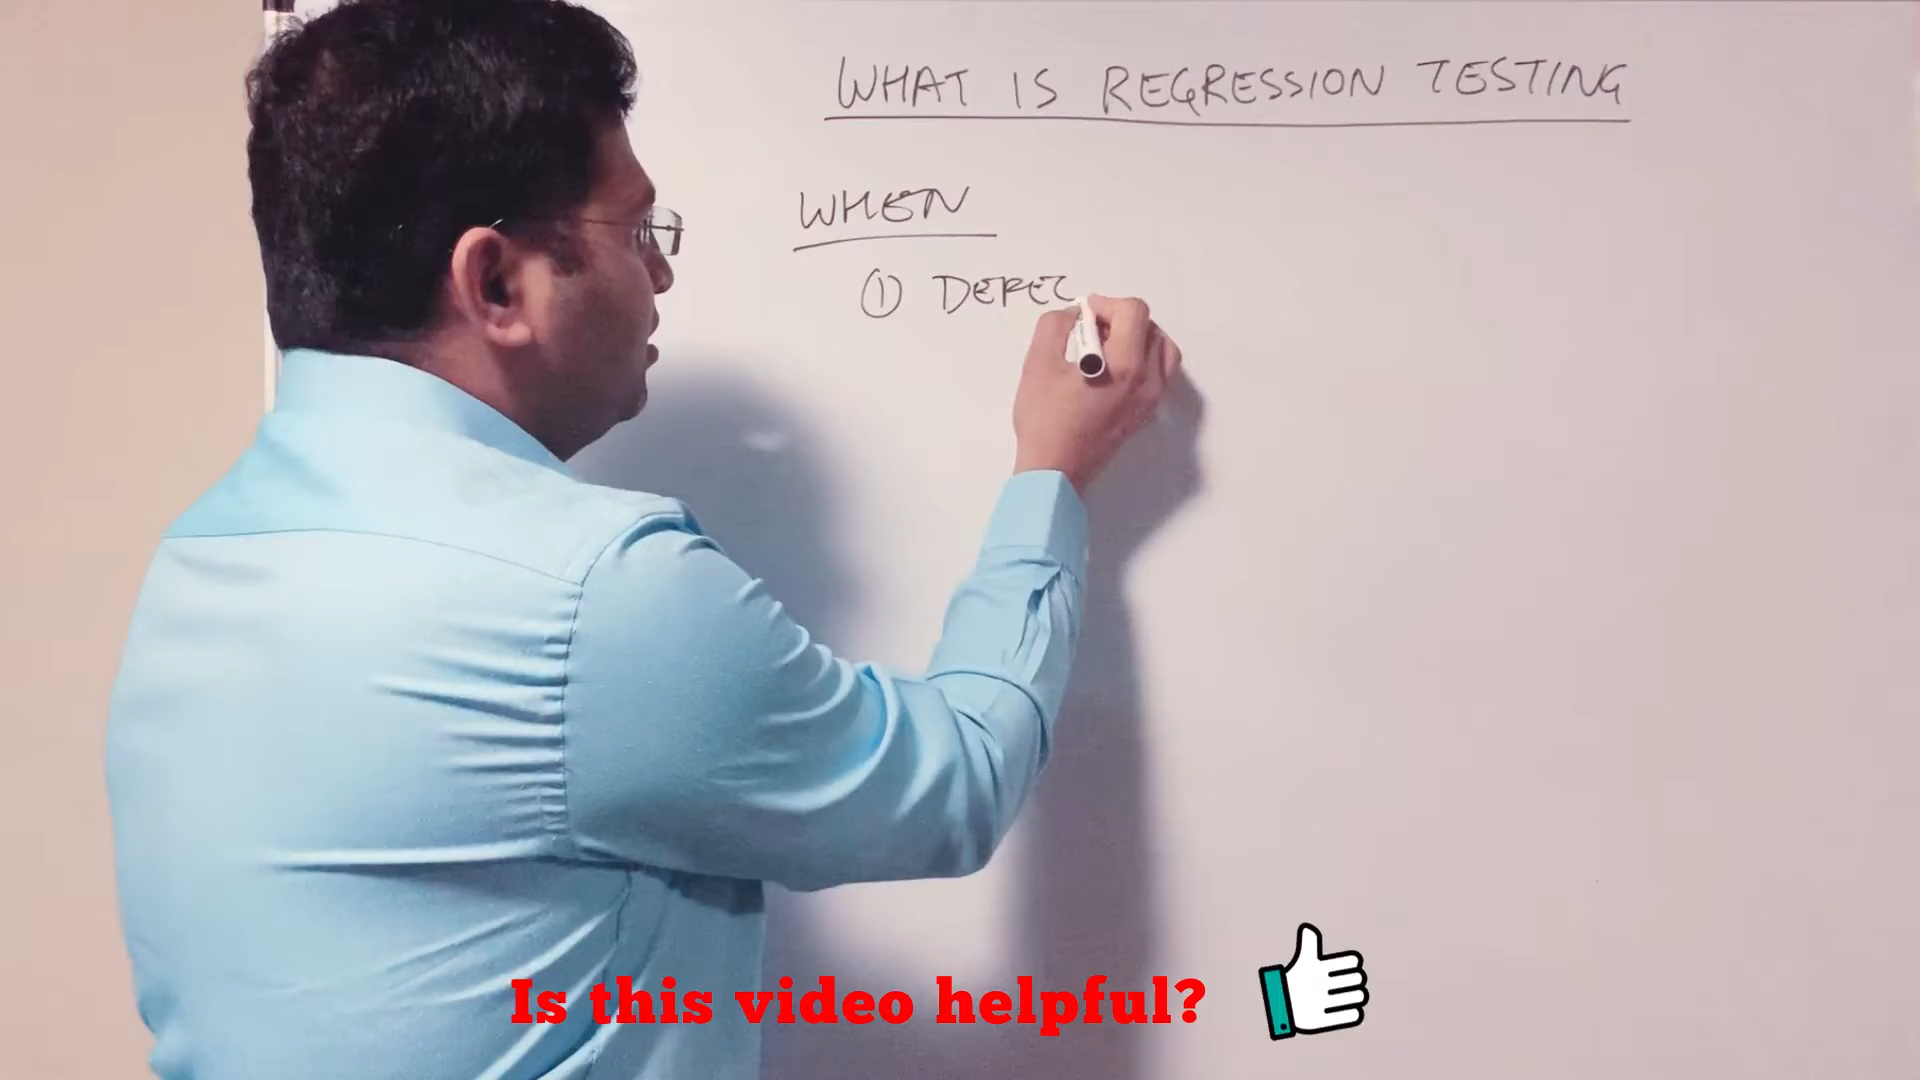 WHAT IS REGRESSION TESTING
WHEN
① DEFEC
Is this video helpful?